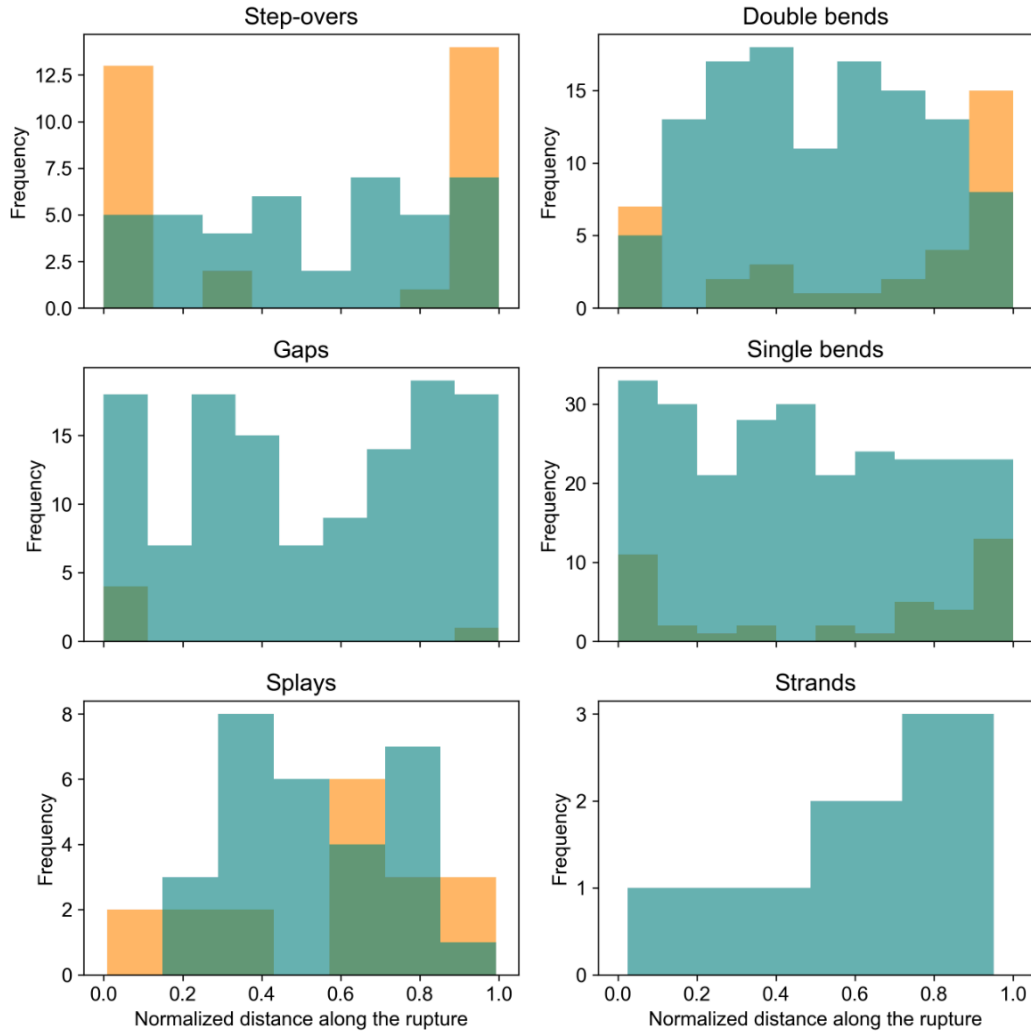 Step-overs
Frequency
12.5
10.0
7.5
5.0
2.5
0.0
Double bends
Frequency
15
10
5
0
Gaps
Frequency
15
10
5
0
Single bends
Frequency
30
20
10
0
Splays
Frequency
8
6
4
2
0
0.0 0.2 0.4 0.6 0.8 1.0
Normalized distance along the rupture
Strands
Frequency
3
2
1
0
0.0 0.2 0.4 0.6 0.8 1.0
Normalized distance along the rupture